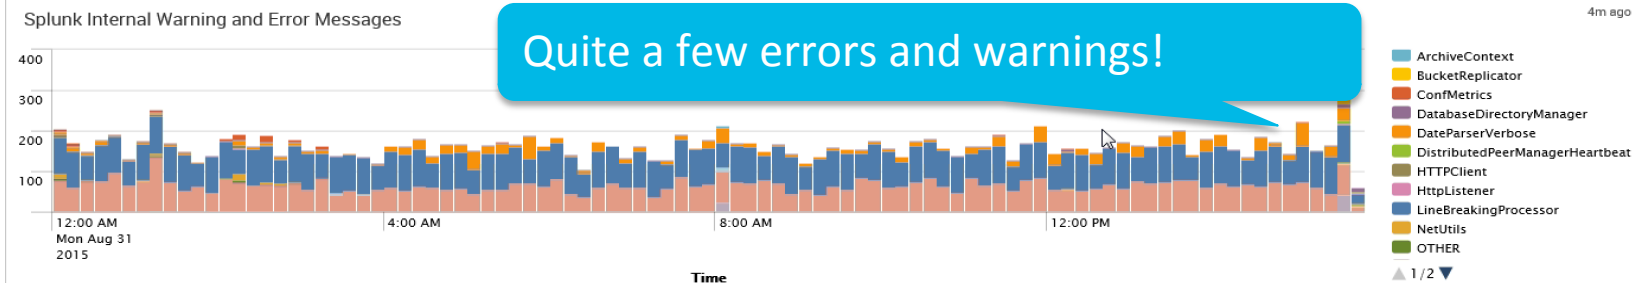 Splunk Internal Warning and Error Messages
4m ago
Quite a few errors and warnings!
400
300
200
100
12:00 AM
Mon Aug 31
2015
4:00 AM
8:00 AM
12:00 PM
Time
ArchiveContext
BucketReplicator
ConfMetrics
DatabaseDirectoryManager
DateParserVerbose
DistributedPeerManagerHeartbeat
HTTPClient
HttpListener
LineBreakingProcessor
NetUtils
OTHER
1/2